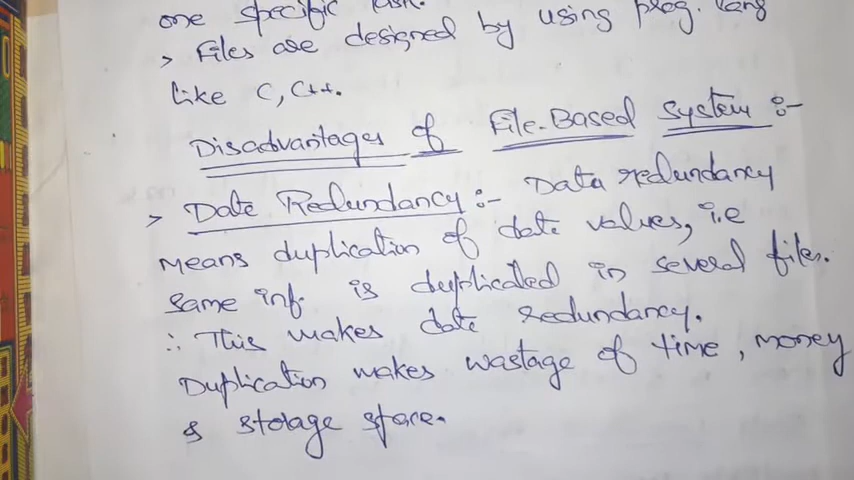 one specific task.
> Files are designed by using prog. lang
like C, C++.
Disadvantages of File-Based System :-
> Data Redundancy :- Data redundancy
means duplication of data values, i.e
same inf. is duplicated in several files.
∴ This makes data redundancy.
Duplication makes wastage of time, money
& storage space.